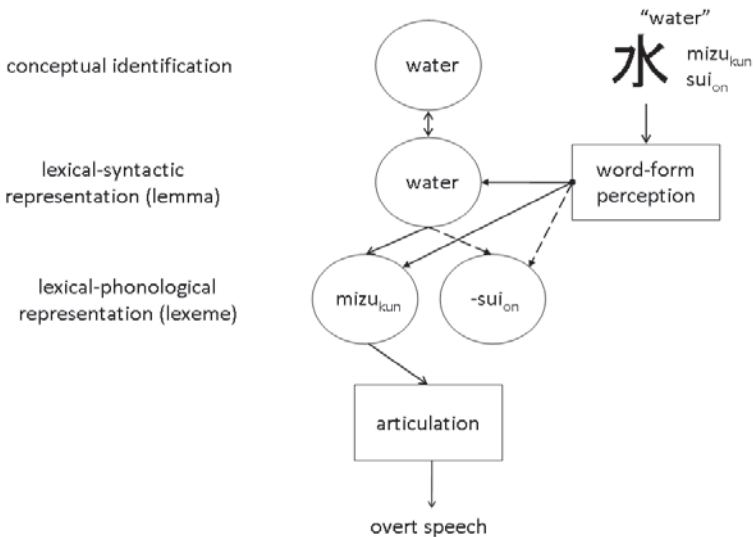 “water”
水
mizukun
suion
conceptual identification
water
lexical-syntactic
representation (lemma)
water
word-form
perception
lexical-phonological
representation (lexeme)
mizukun
-suion
articulation
overt speech